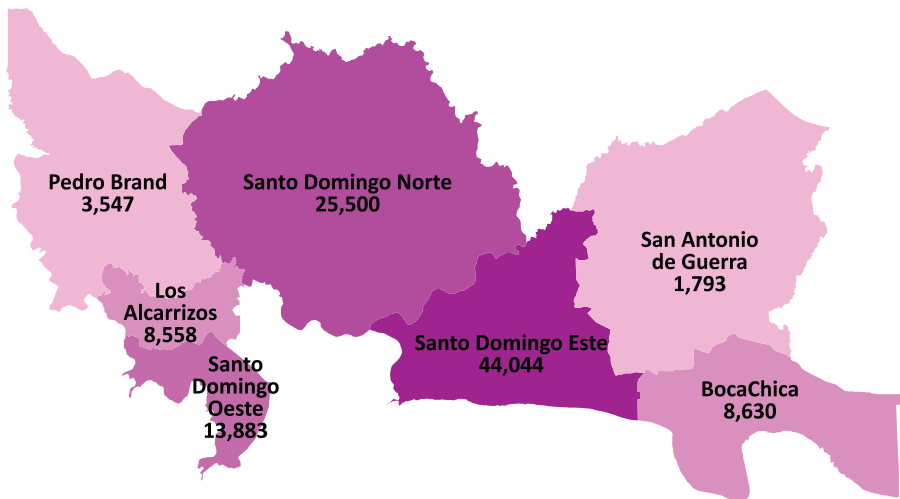 Pedro Brand
3,547
Santo Domingo Norte
25,500
San Antonio
de Guerra
1,793
Los
Alcarrizos
8,558
Santo Domingo Este
44,044
Santo
Domingo
Oeste
13,883
BocaChica
8,630